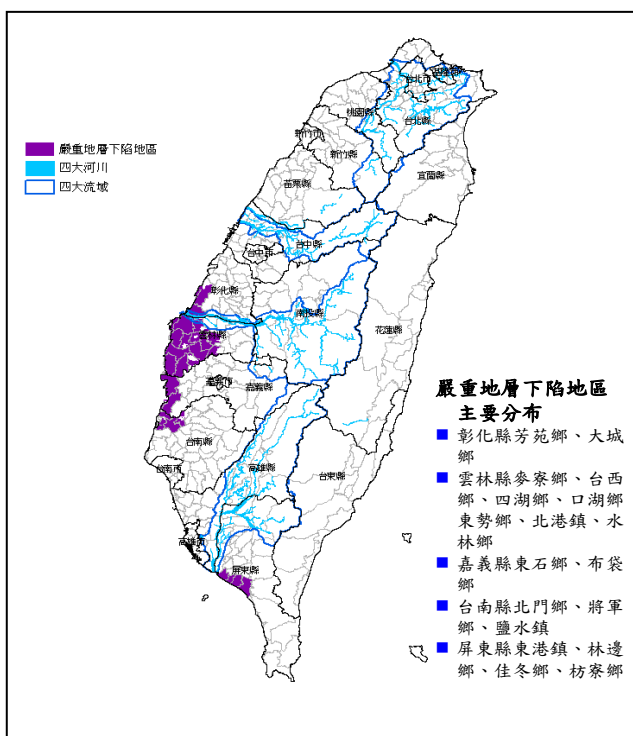 嚴重地層下陷地區
四大河川
四大流域
台北市
桃園縣
台北縣
新竹市
新竹縣
宜蘭縣
苗栗縣
台中縣
台中市
彰化縣
南投縣
花蓮縣
雲林縣
嘉義市
嘉義縣
台南縣
台南市
高雄縣
台東縣
高雄市
屏東縣
嚴重地層下陷地區
主要分布
彰化縣芳苑鄉、大城
鄉
雲林縣麥寮鄉、台西
鄉、四湖鄉、口湖鄉
東勢鄉、北港鎮、水
林鄉
嘉義縣東石鄉、布袋
鄉
台南縣北門鄉、將軍
鄉、鹽水鎮
屏東縣東港鎮、林邊
鄉、佳冬鄉、枋寮鄉